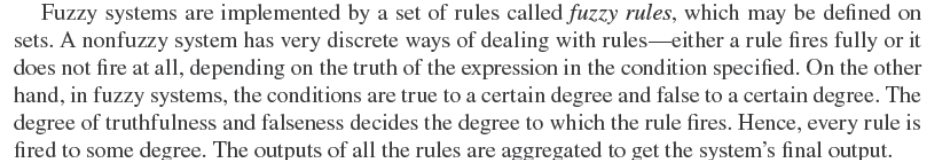 Fuzzy systems are implemented by a set of rules called fuzzy rules, which may be defined on
sets. A nonfuzzy system has very discrete ways of dealing with rules—either a rule fires fully or it
does not fire at all, depending on the truth of the expression in the condition specified. On the other
hand, in fuzzy systems, the conditions are true to a certain degree and false to a certain degree. The
degree of truthfulness and falseness decides the degree to which the rule fires. Hence, every rule is
fired to some degree. The outputs of all the rules are aggregated to get the system’s final output.